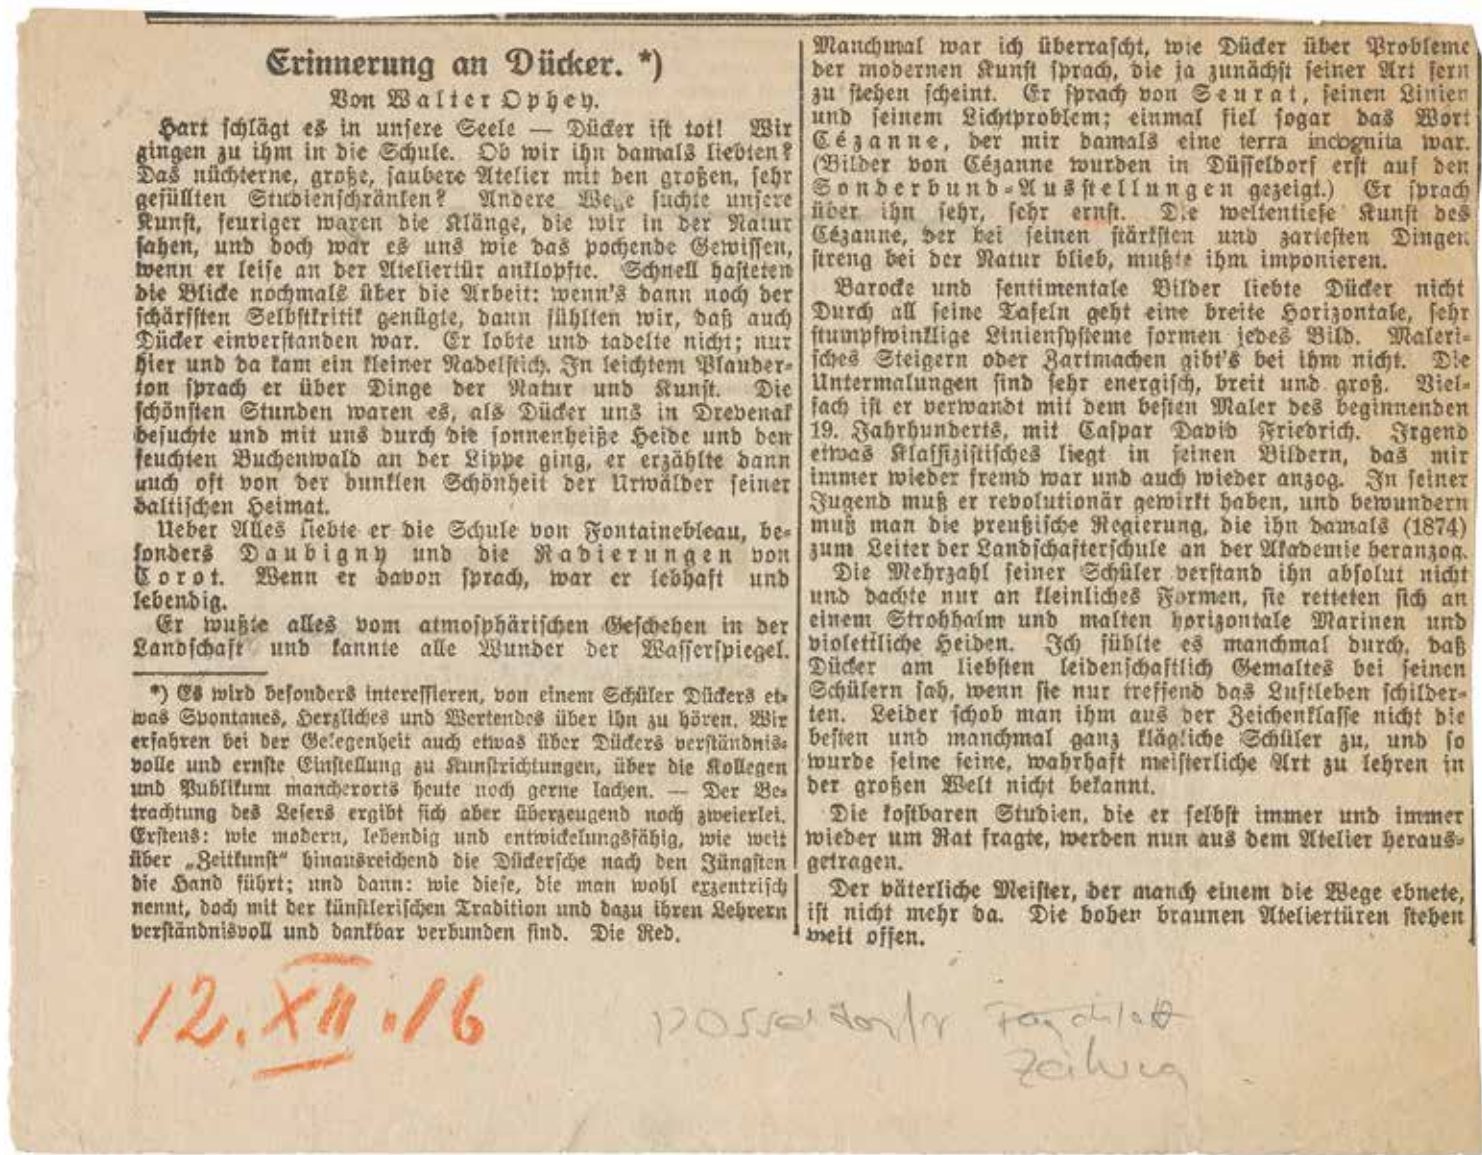 Erinnerung an Dücker. *)
Von Walter Ophey.
Hart schlägt es in unsere Seele — Dücker ist tot! Wir
gingen zu ihm in die Schule. Ob wir ihn damals liebten?
Das nüchterne, große, saubere Atelier mit den großen, sehr
gefüllten Studienschränken? Andere Wege suchte unsere
Kunst, feuriger waren die Klänge, die wir in der Natur
sahen, und doch war es uns wie das pochende Gewissen,
wenn er leise an der Ateliertür anklopfte. Schnell hasteten
die Blicke nochmals über die Arbeit: wenn's dann noch der
schärfsten Selbstkritik genügte, dann fühlten wir, daß auch
Dücker einverstanden war. Er lobte und tadelte nicht; nur
hier und da kam ein kleiner Nadelstich. In leichtem Plauder-
ton sprach er über Dinge der Natur und Kunst. Die
schönsten Stunden waren es, als Dücker uns in Drevenak
besuchte und mit uns durch die sonnenheiße Heide und den
feuchten Buchenwald an der Lippe ging, er erzählte dann
auch oft von der dunklen Schönheit der Urwälder seiner
baltischen Heimat.
Ueber Alles liebte er die Schule von Fontainebleau, be-
sonders Daubigny und die Radierungen von
Corot. Wenn er davon sprach, war er lebhaft und
lebendig.
Er wußte alles vom atmosphärischen Geschehen in der
Landschaft und kannte alle Wunder der Wasserspiegel.
*) Es wird besonders interessieren, von einem Schüler Dückers et-
was Spontanes, Herzliches und Wertendes über ihn zu hören. Wir
erfahren bei der Gelegenheit auch etwas über Dückers verständnis-
volle und ernste Einstellung zu Kunstrichtungen, über die Kollegen
und Publikum mancherorts heute noch gerne lachen. — Der Be-
trachtung des Lesers ergibt sich aber überzeugend noch zweierlei.
Erstens: wie modern, lebendig und entwickelungsfähig, wie weit
über „Zeitkunst“ hinausreichend die Dückersche nach den Jüngsten
die Hand führt; und dann: wie diese, die man wohl exzentrisch
nennt, doch mit der künstlerischen Tradition und dazu ihren Lehrern
verständnisvoll und dankbar verbunden sind. Die Red.
Manchmal war ich überrascht, wie Dücker über Probleme
der modernen Kunst sprach, die ja zunächst seiner Art fern
zu stehen scheint. Er sprach von Seurat, seinen Linien
und seinem Lichtproblem; einmal fiel sogar das Wort
Cézanne, der mir damals eine terra incognita war.
(Bilder von Cézanne wurden in Düsseldorf erst auf den
Sonderbund-Ausstellungen gezeigt.) Er sprach
über ihn sehr, sehr ernst. Die weltentiefe Kunst des
Cézanne, der bei seinen stärksten und zartesten Dingen
streng bei der Natur blieb, mußte ihm imponieren.
Barocke und sentimentale Bilder liebte Dücker nicht
Durch all seine Tafeln geht eine breite Horizontale, sehr
stumpfwinklige Liniensysteme formen jedes Bild. Maleri-
sches Steigern oder Zartmachen gibt's bei ihm nicht. Die
Untermalungen sind sehr energisch, breit und groß. Viel-
fach ist er verwandt mit dem besten Maler des beginnenden
19. Jahrhunderts, mit Caspar David Friedrich. Irgend
etwas Klassizistisches liegt in seinen Bildern, das mir
immer wieder fremd war und auch wieder anzog. In seiner
Jugend muß er revolutionär gewirkt haben, und bewundern
muß man die preußische Regierung, die ihn damals (1874)
zum Leiter der Landschafterschule an der Akademie heranzog.
Die Mehrzahl seiner Schüler verstand ihn absolut nicht
und dachte nur an kleinliches Formen, sie retteten sich an
einem Strohhalm und malten horizontale Marinen und
violettliche Heiden. Ich fühlte es manchmal durch, daß
Dücker am liebsten leidenschaftlich Gemaltes bei seinen
Schülern sah, wenn sie nur treffend das Luftleben schilder-
ten. Leider schob man ihm aus der Zeichenklasse nicht die
besten und manchmal ganz klägliche Schüler zu, und so
wurde seine feine, wahrhaft meisterliche Art zu lehren in
der großen Welt nicht bekannt.
Die kostbaren Studien, die er selbst immer und immer
wieder um Rat fragte, werden nun aus dem Atelier heraus-
getragen.
Der väterliche Meister, der manch einem die Wege ebnete,
ist nicht mehr da. Die hohen braunen Ateliertüren stehen
weit offen.
12.XII.16
Zeitung